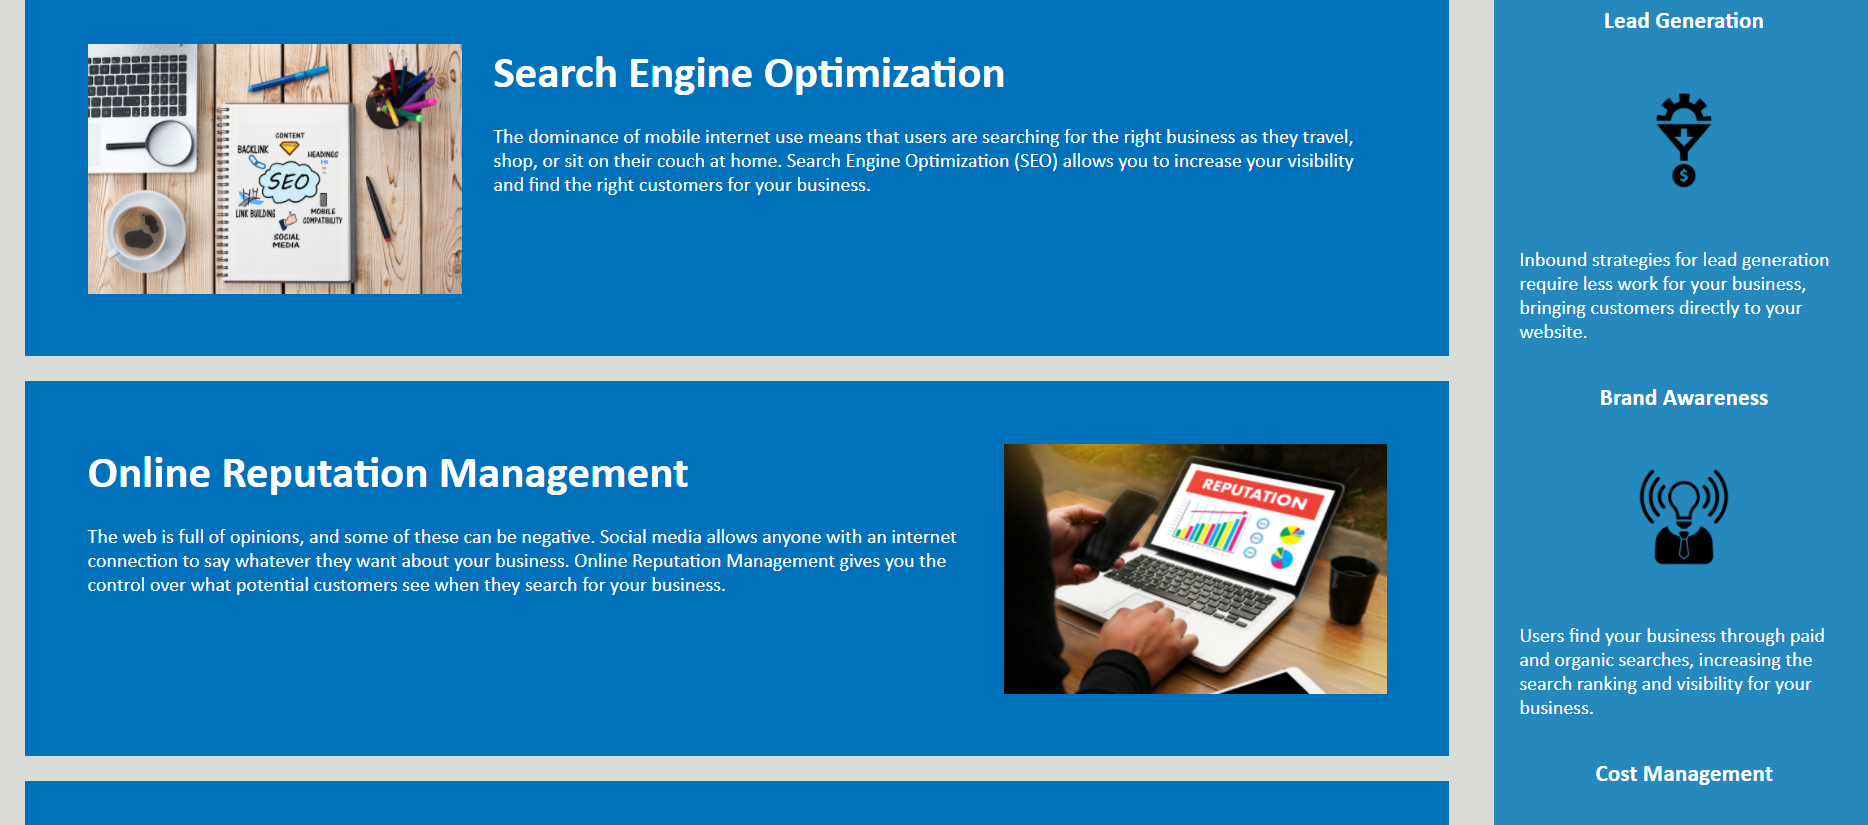 Search Engine Optimization
The dominance of mobile internet use means that users are searching for the right business as they travel,
shop, or sit on their couch at home. Search Engine Optimization (SEO) allows you to increase your visibility
and find the right customers for your business.
CONTENT
BACKLINK
HEADINGS
H1
SEO
LINK BUILDING
MOBILE
COMPATIBILITY
SOCIAL
MEDIA
Online Reputation Management
The web is full of opinions, and some of these can be negative. Social media allows anyone with an internet
connection to say whatever they want about your business. Online Reputation Management gives you the
control over what potential customers see when they search for your business.
REPUTATION
Lead Generation
$
Inbound strategies for lead generation
require less work for your business,
bringing customers directly to your
website.
Brand Awareness
Users find your business through paid
and organic searches, increasing the
search ranking and visibility for your
business.
Cost Management